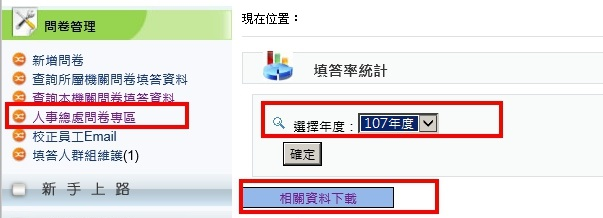 問卷管理
新增問卷
查詢所屬機關問卷填答資料
查詢本機關問卷填答資料
人事總處問卷專區
校正員工Email
填答人群組維護(1)
新手上路
現在位置：
填答率統計
選擇年度：107年度
確定
相關資料下載